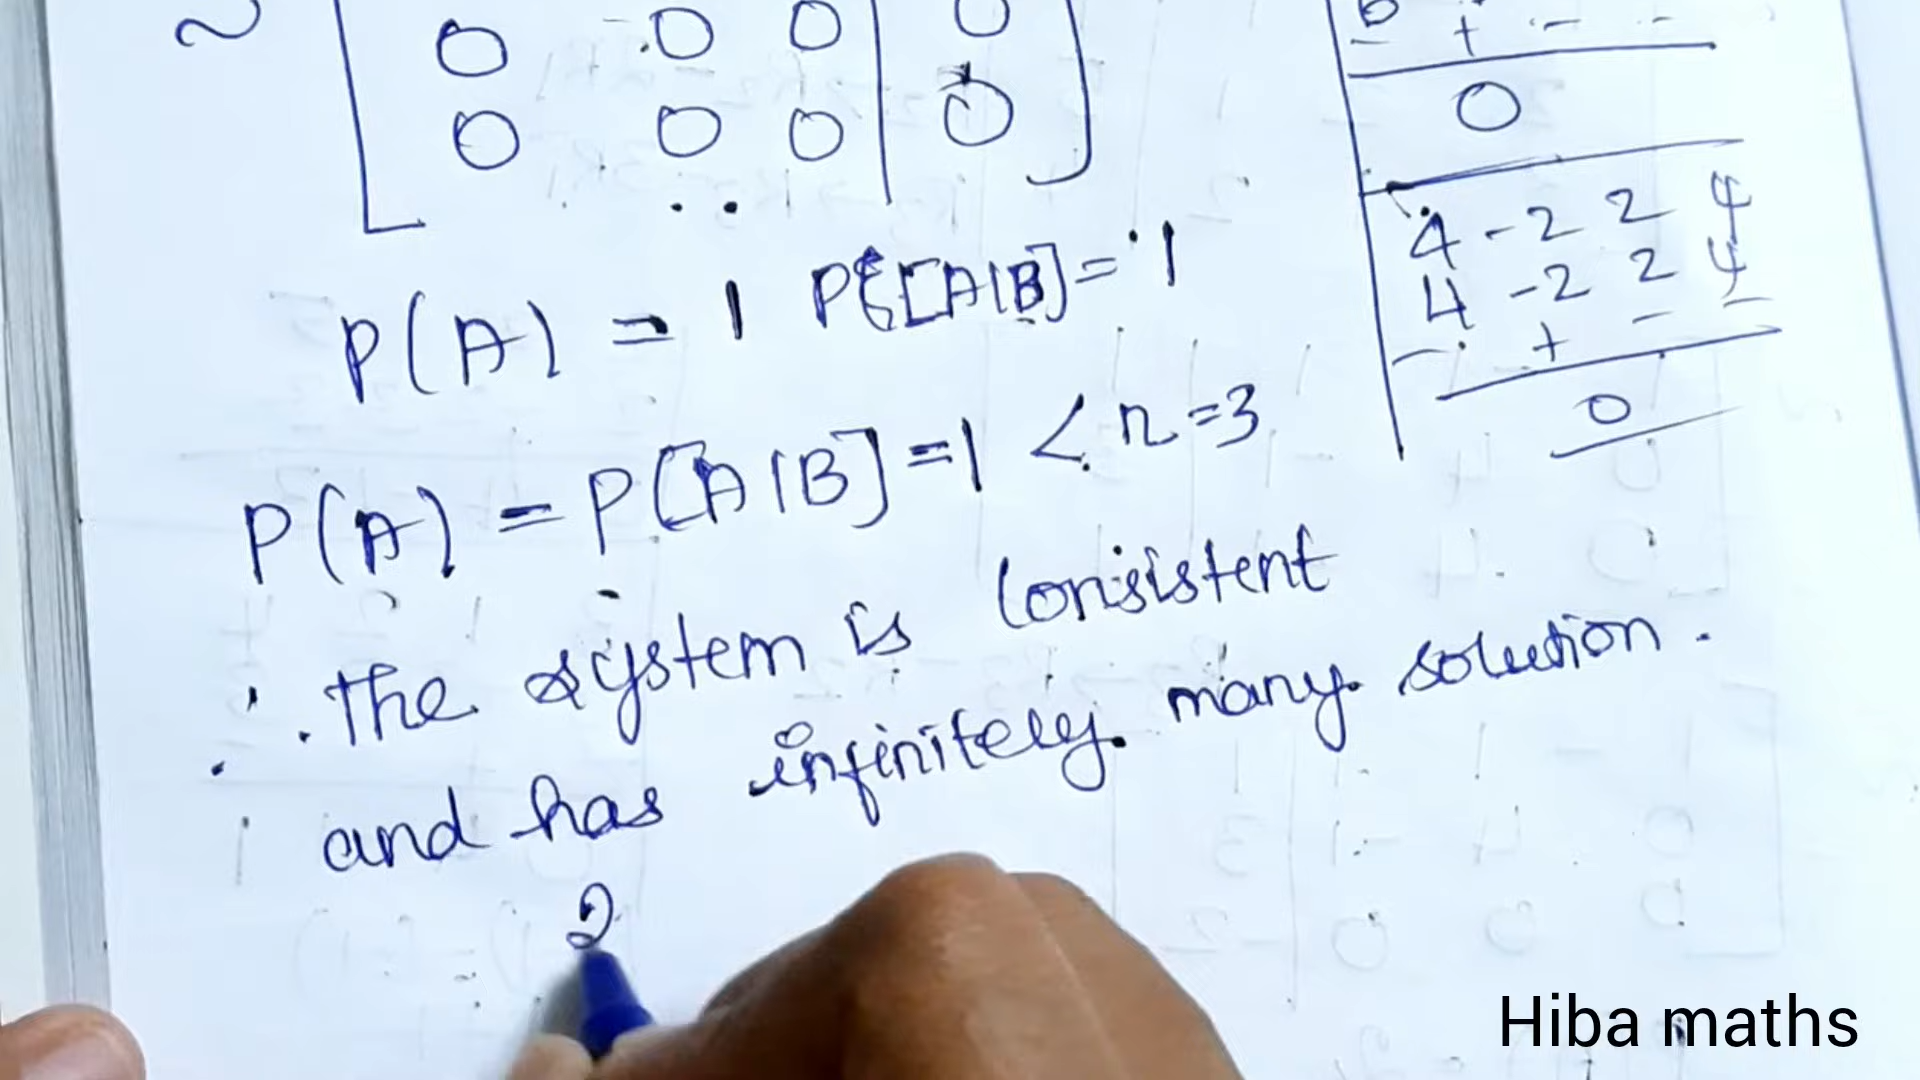 ~ 0 0 0 | 0
0 0 0 | 0
P(A) = 1 P([A|B] = 1
P(A) = P[A|B] = 1 < n = 3
∴ The system is consistent
and has infinitely many solution.
2
- + - -
0
4 -2 2 4
4 -2 2 4
- + - -
0
Hiba maths